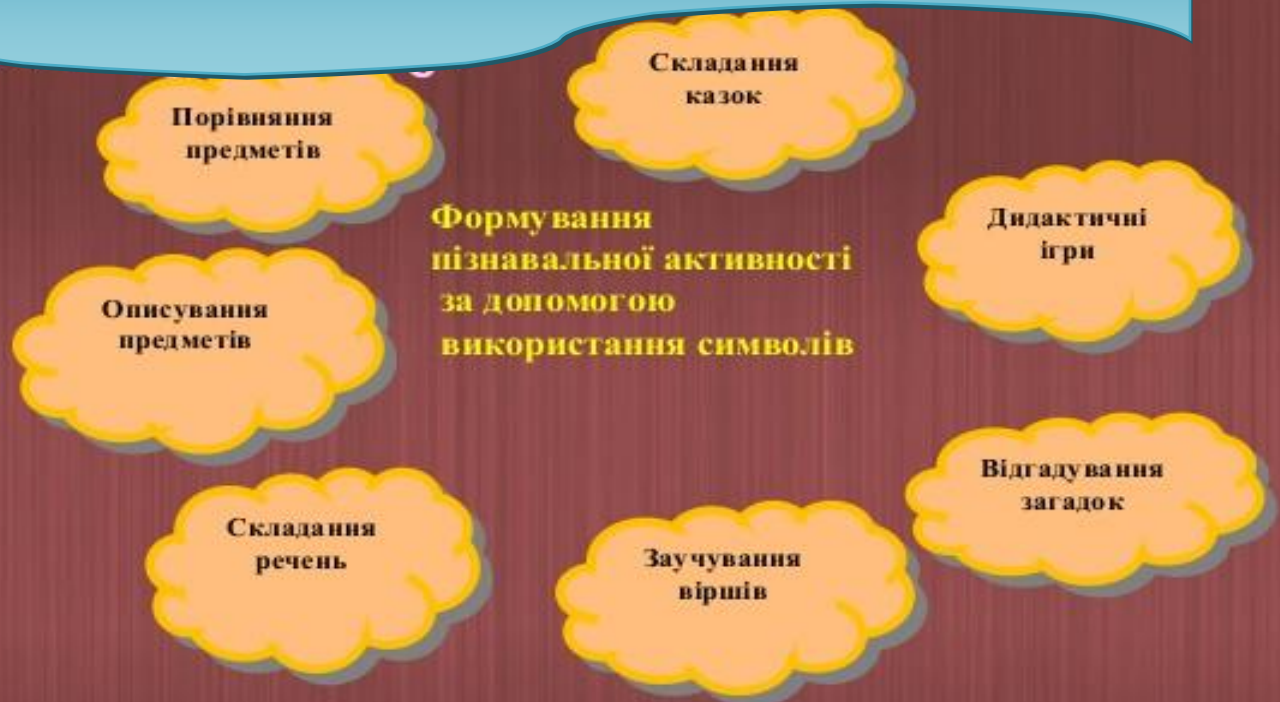 Складання
казок
Порівняння
предметів
Формування
пізнавальної активності
за допомогою
використання символів
Дидактичні
ігри
Описування
предметів
Відгадування
загадок
Складання
речень
Заучування
віршів